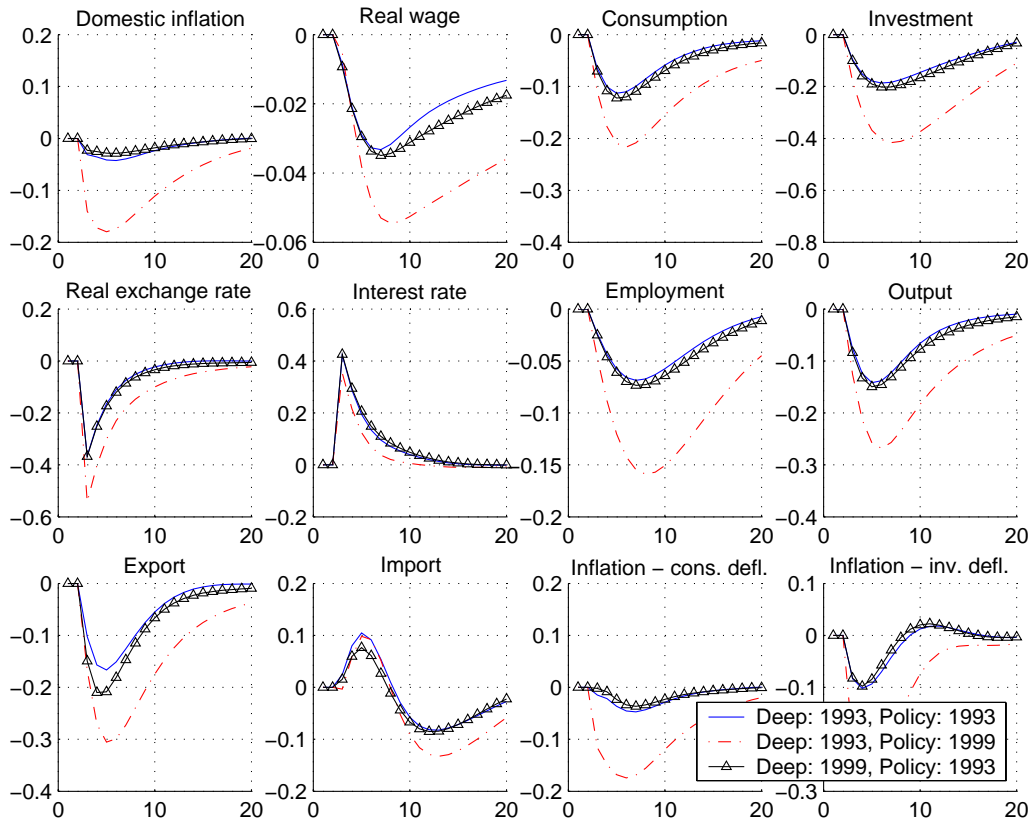 Domestic inflation
Real wage
Consumption
Investment
0.2
0.1
0
−0.1
−0.2
0 10 20
0
−0.02
−0.04
−0.06
0 10 20
0
−0.1
−0.2
−0.3
−0.4
0 10 20
0
−0.2
−0.4
−0.6
−0.8
0 10 20
Real exchange rate
Interest rate
Employment
Output
0.2
0
−0.2
−0.4
−0.6
0 10 20
0.6
0.4
0.2
0
−0.2
0 10 20
0
−0.05
−0.1
−0.15
−0.2
0 10 20
0
−0.1
−0.2
−0.3
−0.4
0 10 20
Export
Import
Inflation − cons. defl.
Inflation − inv. defl.
0
−0.1
−0.2
−0.3
−0.4
0 10 20
0.2
0.1
0
−0.1
−0.2
0 10 20
0.2
0.1
0
−0.1
−0.2
0 10 20
0.1
0
−0.1
−0.3
0 10 20
Deep: 1993, Policy: 1993
Deep: 1993, Policy: 1999
Deep: 1999, Policy: 1993